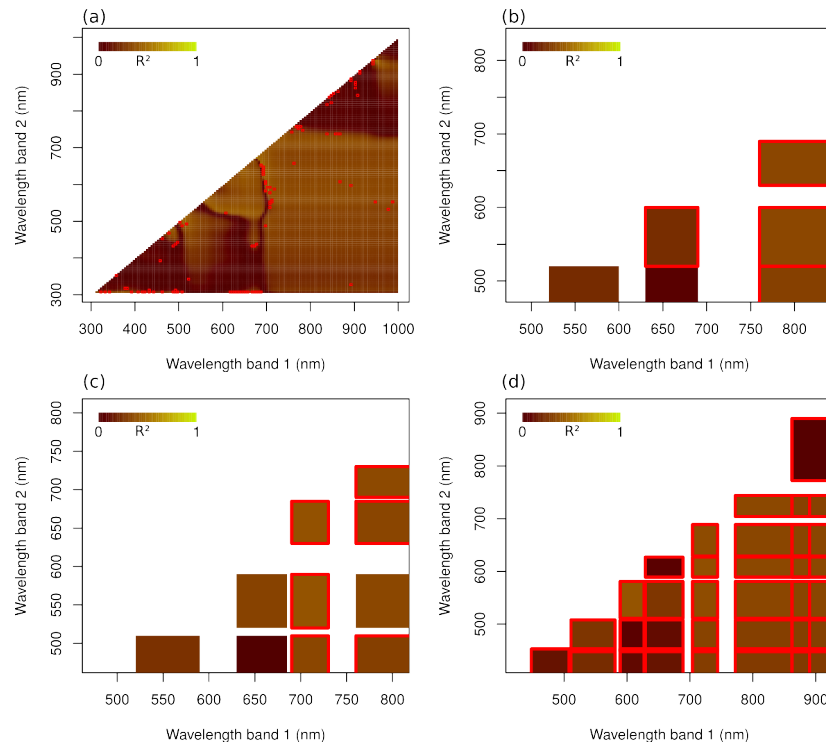 (a)
0 R² 1
300 500 700 900
Wavelength band 2 (nm)
300 400 500 600 700 800 900 1000
Wavelength band 1 (nm)
(b)
0 R² 1
500 600 700 800
Wavelength band 2 (nm)
500 550 600 650 700 750 800
Wavelength band 1 (nm)
(c)
0 R² 1
500 550 600 650 700 750 800
Wavelength band 2 (nm)
500 550 600 650 700 750 800
Wavelength band 1 (nm)
(d)
0 R² 1
500 600 700 800 900
Wavelength band 2 (nm)
500 600 700 800 900
Wavelength band 1 (nm)